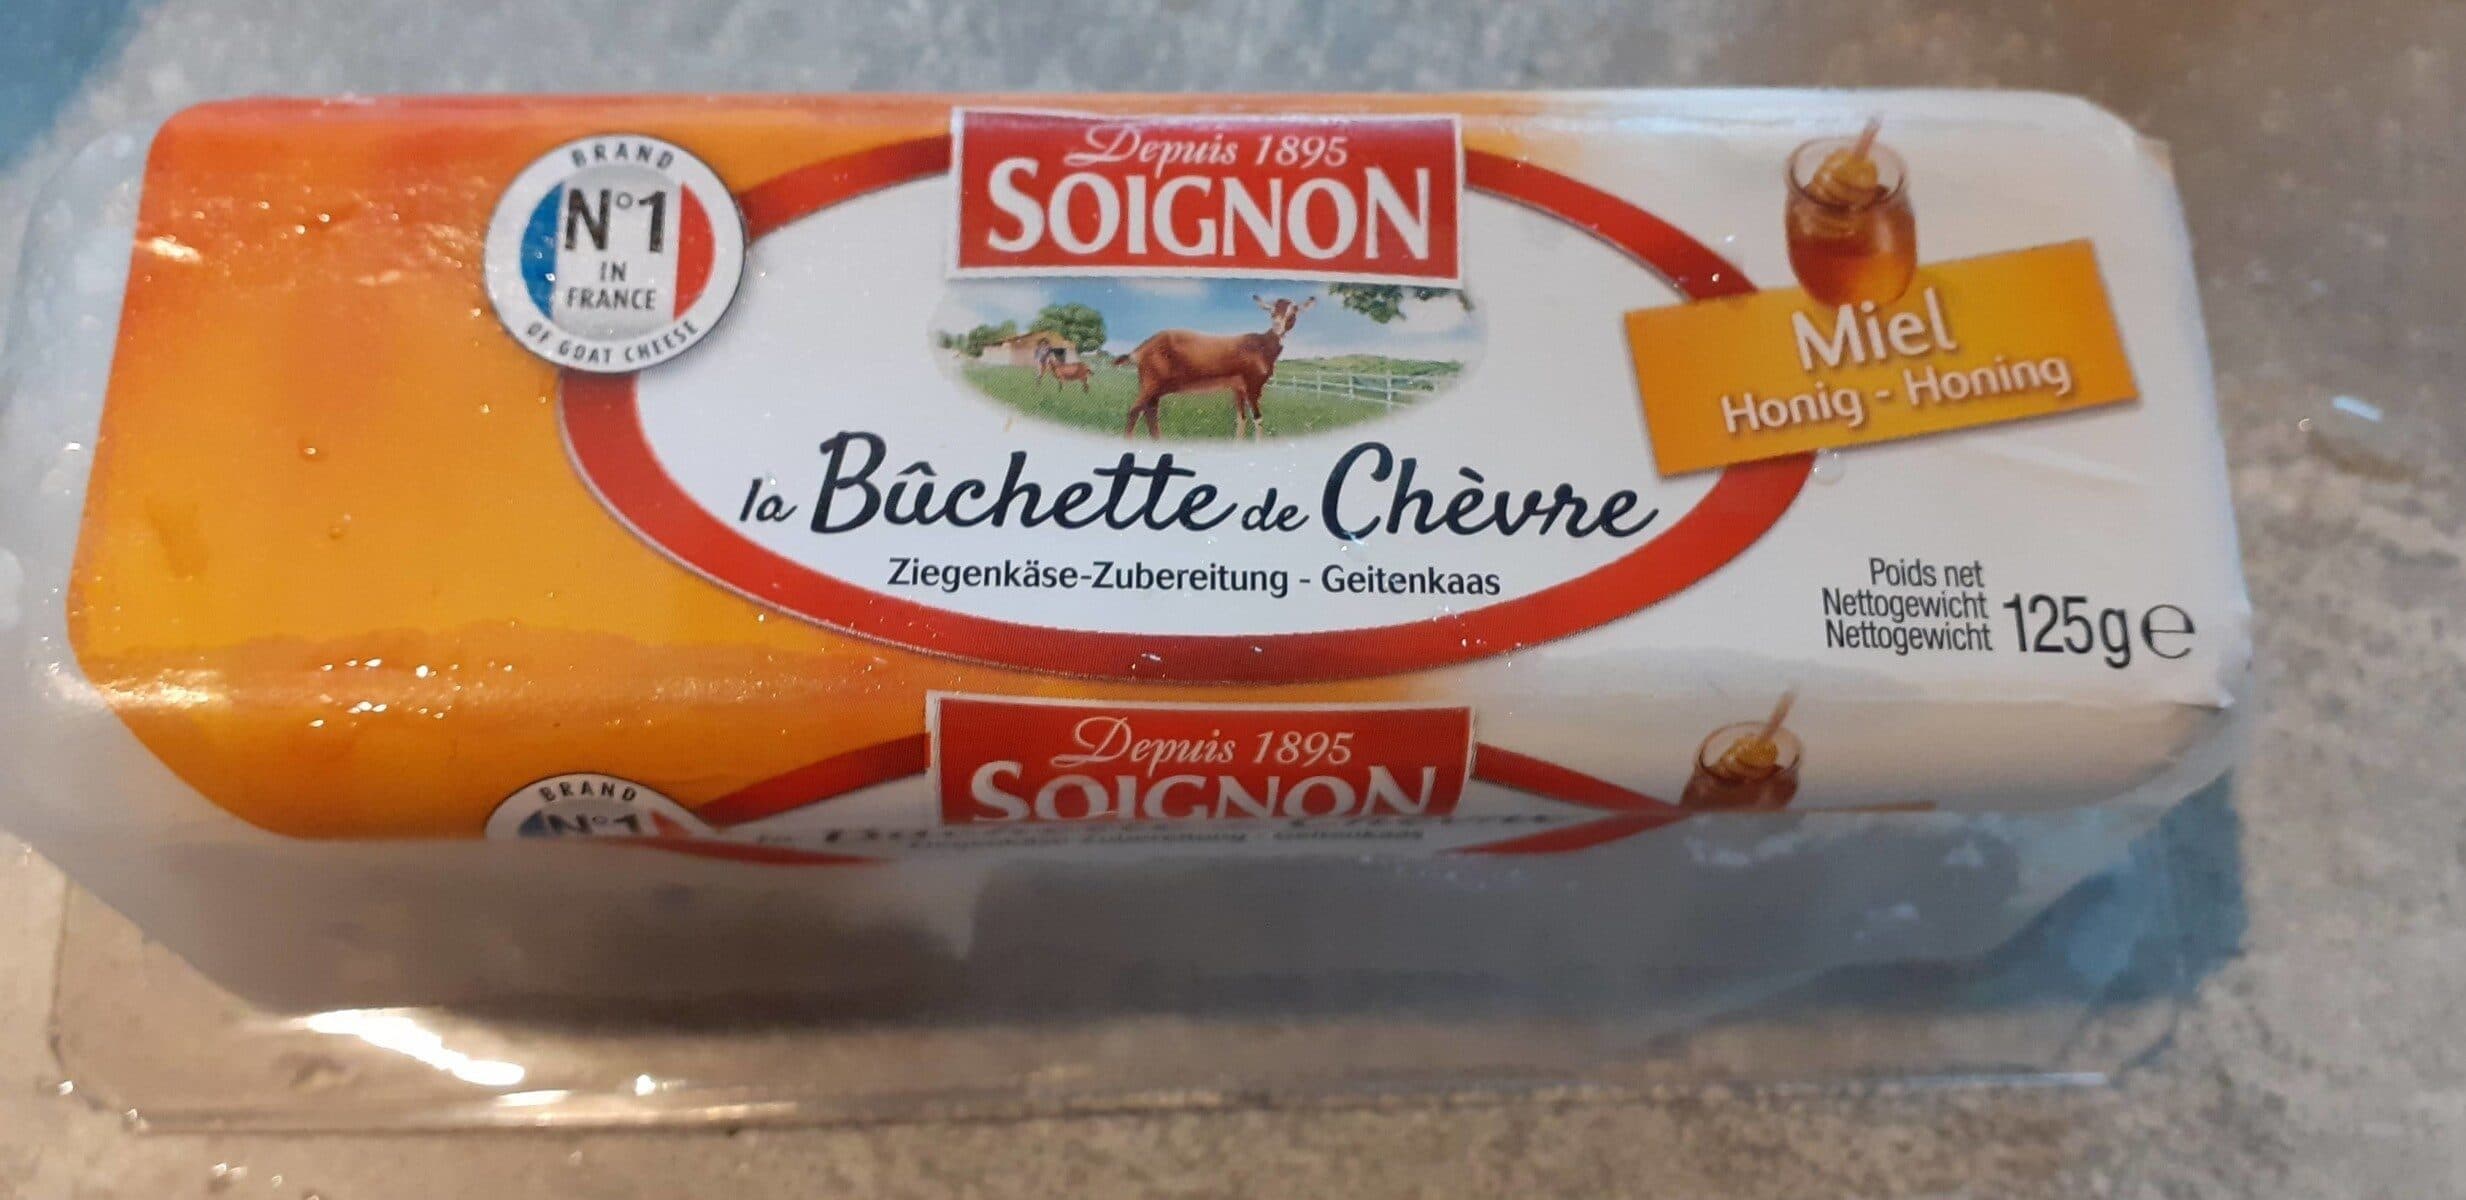 BRAND
N°1
IN
FRANCE
OF GOAT CHEESE
Depuis 1895
SOIGNON
Miel
Honig - Honing
la Bûchette de Chèvre
Ziegenkäse-Zubereitung - Geitenkaas
Poids net
Nettogewicht
Nettogewicht
125g e
Depuis 1895
SOIGNON
BRAND
N°1